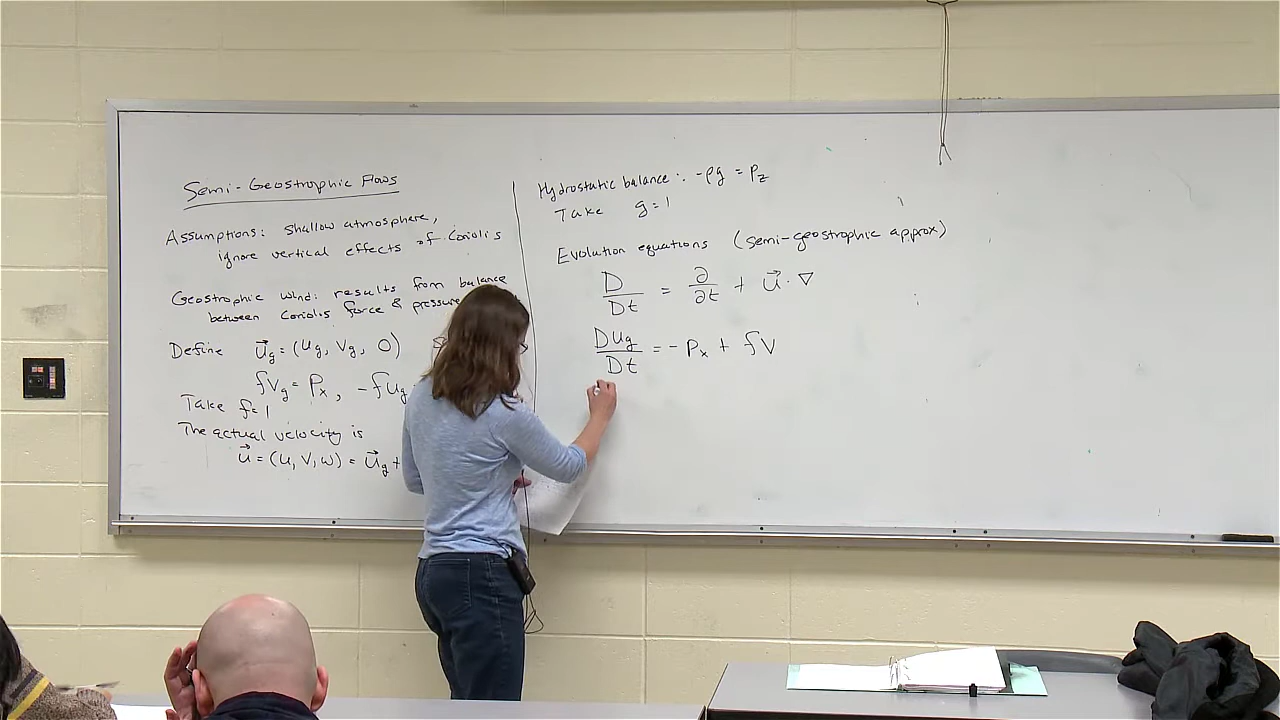 Semi-Geostrophic Flows
Assumptions: shallow atmosphere,
ignore vertical effects of Coriolis
Geostrophic wind: results from balance
between Coriolis force & pressure
Define u⃗g = (ug, vg, 0)
fvg = Px, -fug
Take f=1
The actual velocity is
u⃗ = (u, v, w) = u⃗g +
Hydrostatic balance: -ρg = Pz
Take g=1
Evolution equations (semi-geostrophic approx)
D/Dt = ∂/∂t + u⃗ · ∇
Dug/Dt = -Px + fv